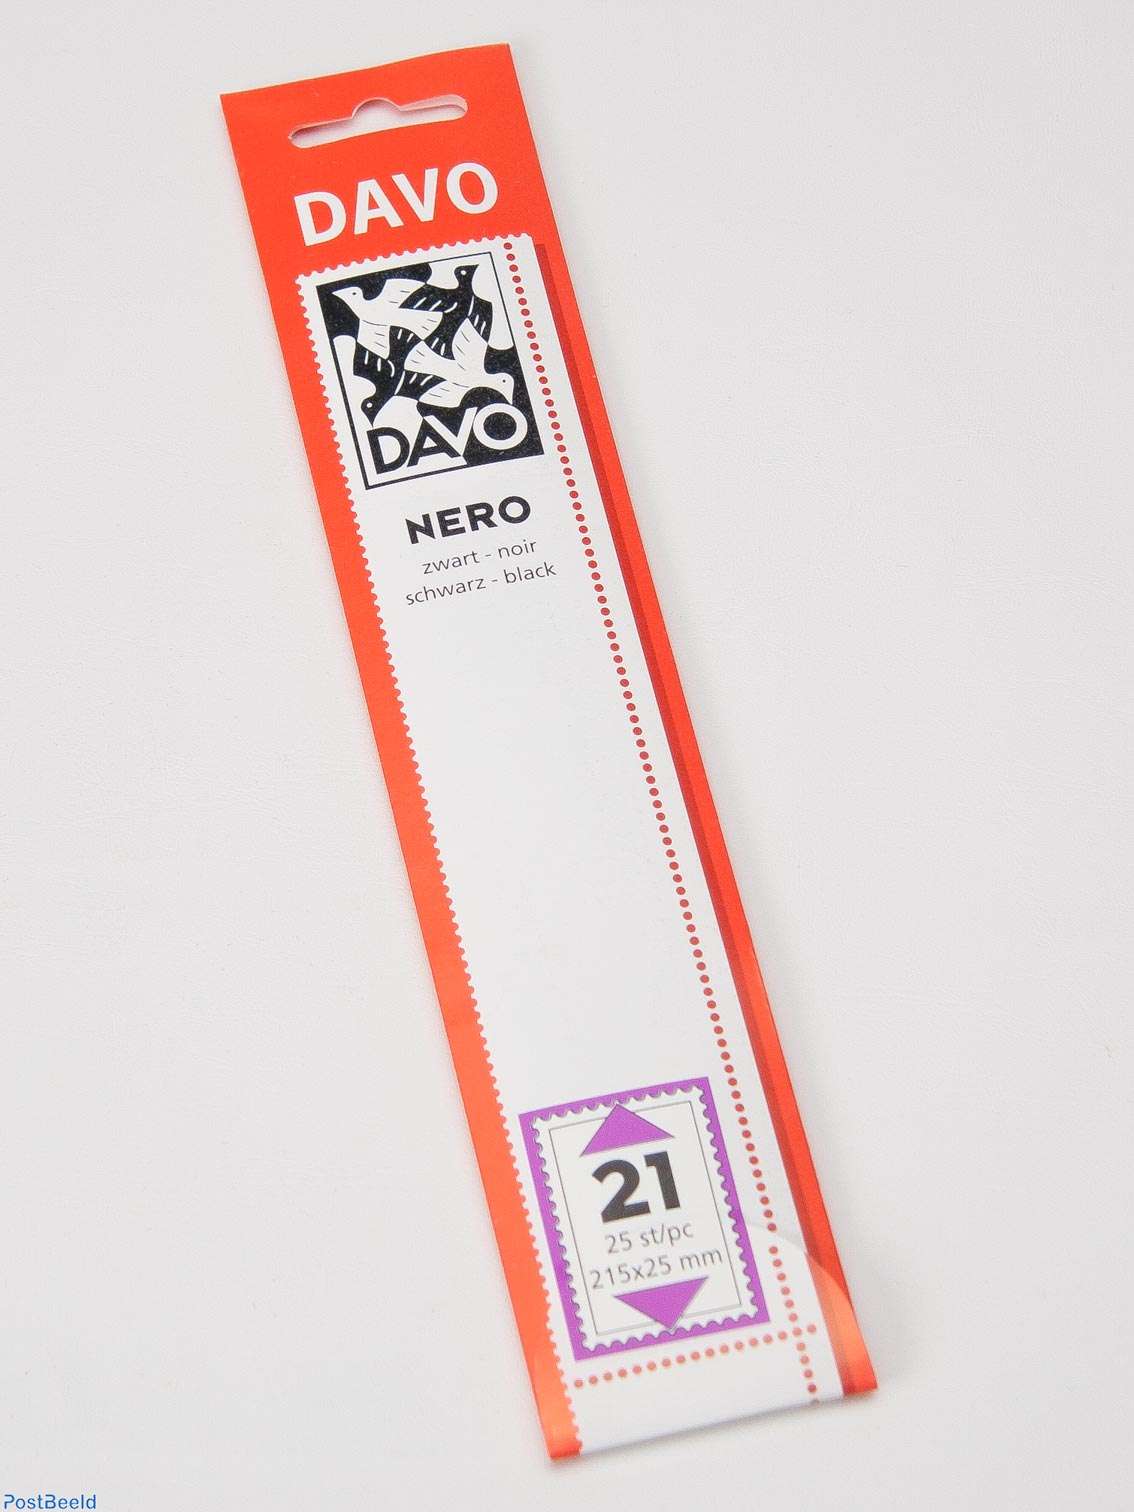 DAVO
DAVO
NERO
zwart - noir
schwarz - black
21
25 st/pc
215x25 mm
PostBeeld